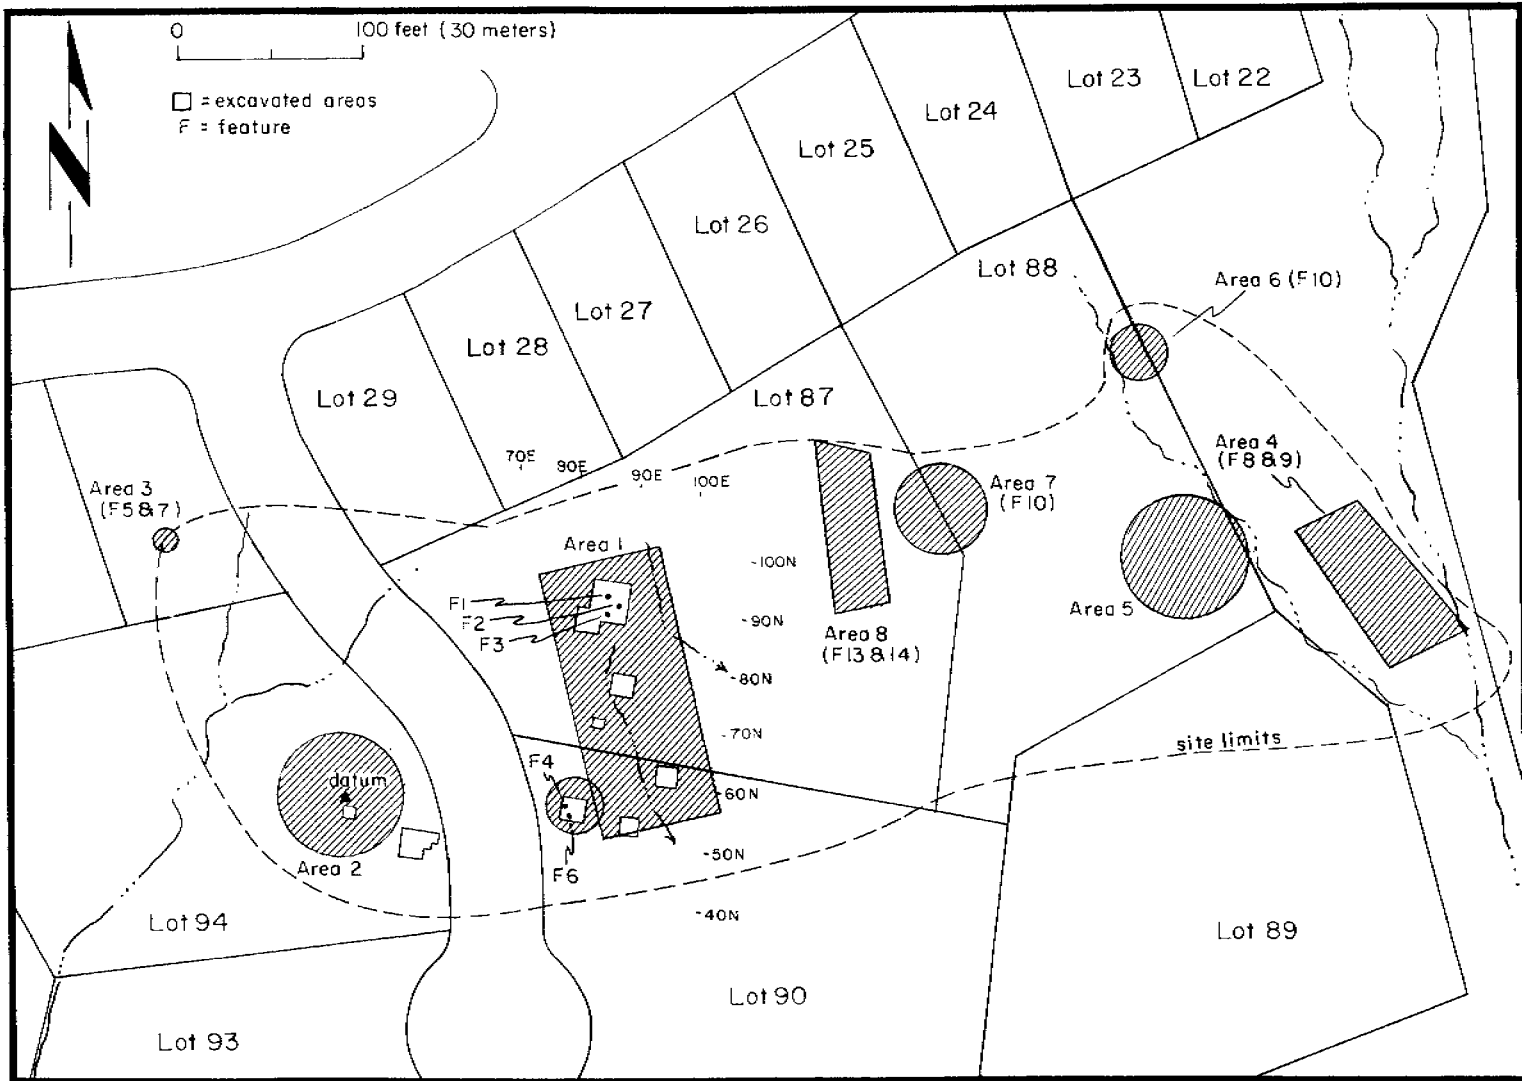 0 100 feet (30 meters)
= excavated areas
F = feature
N
Lot 22
Lot 23
Lot 24
Lot 25
Lot 26
Lot 27
Lot 28
Lot 29
Lot 88
Lot 87
Area 6 (F10)
Area 4
(F8&9)
Area 7
(F10)
Area 5
Area 8
(F13&14)
Area 3
(F5&7)
70E
80E
90E
100E
Area 1
F1
F2
F3
-100N
-90N
-80N
-70N
-60N
-50N
-40N
F4
F6
datum
Area 2
site limits
Lot 94
Lot 93
Lot 90
Lot 89